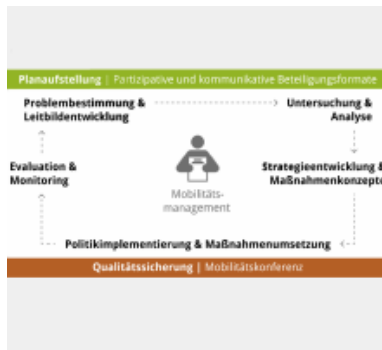 Planaufstellung | Partizipative und kommunikative Beteiligungsformate
Problembestimmung &
Leitbildentwicklung
Untersuchung &
Analyse
Evaluation &
Monitoring
Mobilitäts-
management
Strategieentwicklung &
Maßnahmenkonzepte
Politikimplementierung & Maßnahmenumsetzung
Qualitätssicherung | Mobilitätskonferenz